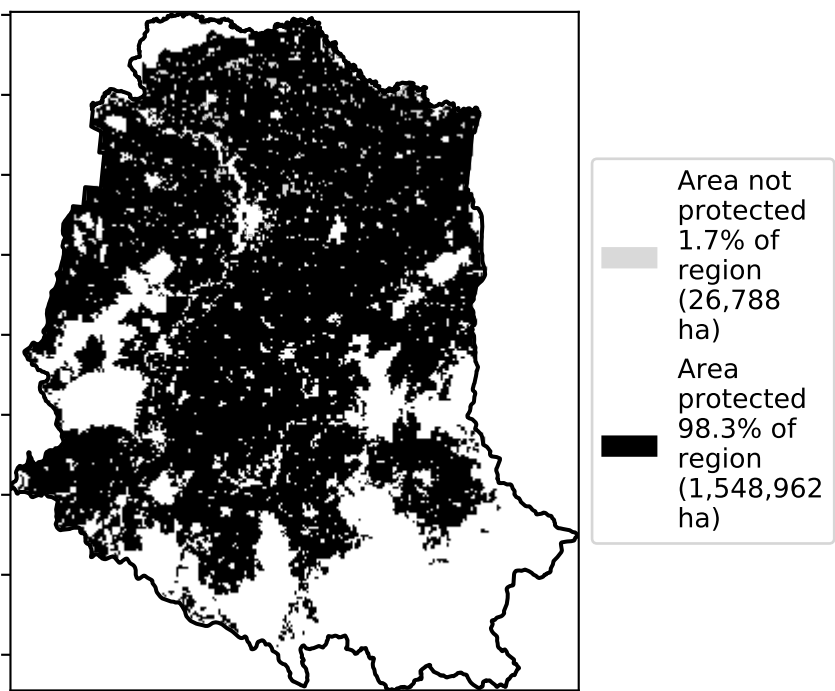 Area not
protected
1.7% of
region
(26,788
ha)
Area
protected
98.3% of
region
(1,548,962
ha)